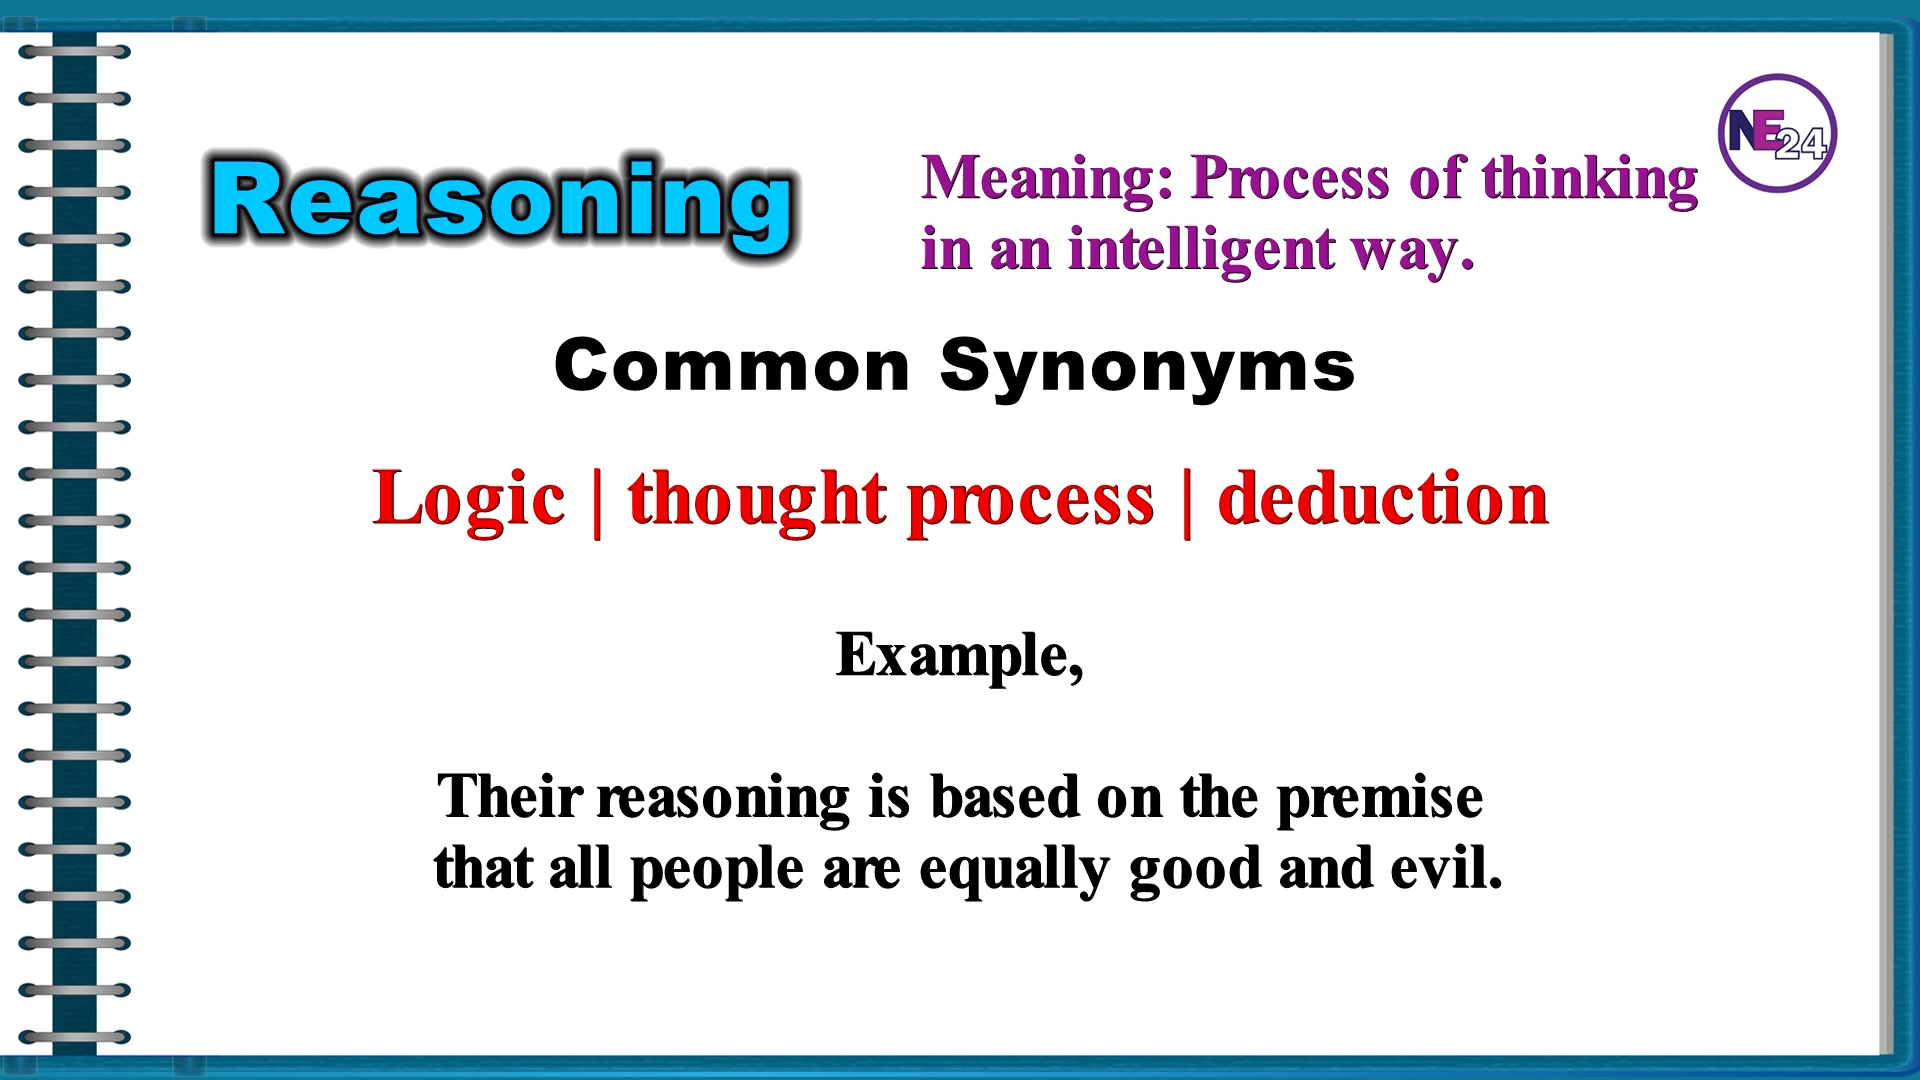 NE24
Reasoning
Meaning: Process of thinking
in an intelligent way.
Common Synonyms
Logic | thought process | deduction
Example,
Their reasoning is based on the premise
that all people are equally good and evil.